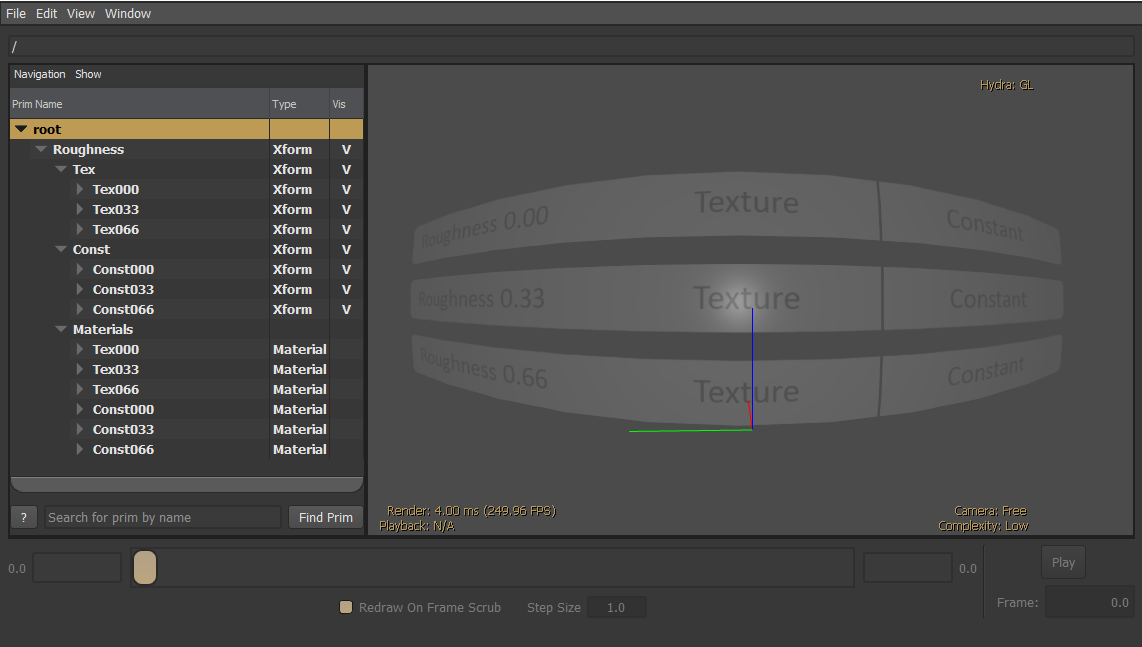 File Edit View Window
/
Navigation Show
Prim Name Type Vis
root
Roughness Xform V
Tex Xform V
Tex000 Xform V
Tex033 Xform V
Tex066 Xform V
Const Xform V
Const000 Xform V
Const033 Xform V
Const066 Xform V
Materials
Tex000 Material
Tex033 Material
Tex066 Material
Const000 Material
Const033 Material
Const066 Material
? Search for prim by name Find Prim
Hydra: GL
Roughness 0.00 Texture Constant
Roughness 0.33 Texture Constant
Roughness 0.66 Texture Constant
Render: 4.00 ms (249.96 FPS)
Playback: N/A
Camera: Free
Complexity: Low
0.0 0.0 Play
Redraw On Frame Scrub Step Size 1.0 Frame: 0.0